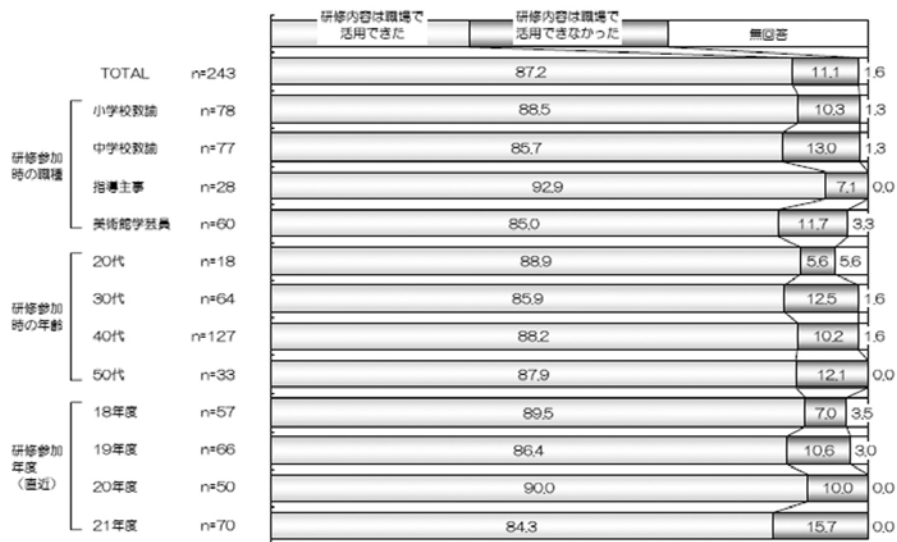 研修内容は職場で
活用できた
研修内容は職場で
活用できなかった
無回答
TOTAL n=243 87.2 11.1 1.6
研修参加
時の職種
小学校教諭 n=78 88.5 10.3 1.3
中学校教諭 n=77 85.7 13.0 1.3
指導主事 n=28 92.9 7.1 0.0
美術館学芸員 n=60 85.0 11.7 3.3
研修参加
時の年齢
20代 n=18 88.9 5.6 5.6
30代 n=64 85.9 12.5 1.6
40代 n=127 88.2 10.2 1.6
50代 n=33 87.9 12.1 0.0
研修参加
年度
（直近）
18年度 n=57 89.5 7.0 3.5
19年度 n=66 86.4 10.6 3.0
20年度 n=50 90.0 10.0 0.0
21年度 n=70 84.3 15.7 0.0